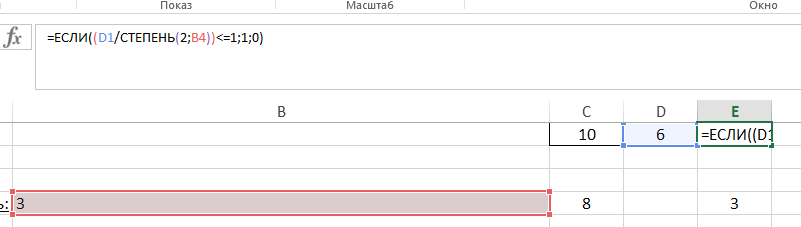 Показ Масштаб Окно
fx =ЕСЛИ((D1/СТЕПЕНЬ(2;B4))<=1;1;0)
B C D E
10 6 =ЕСЛИ((D1
ь: 3 8 3